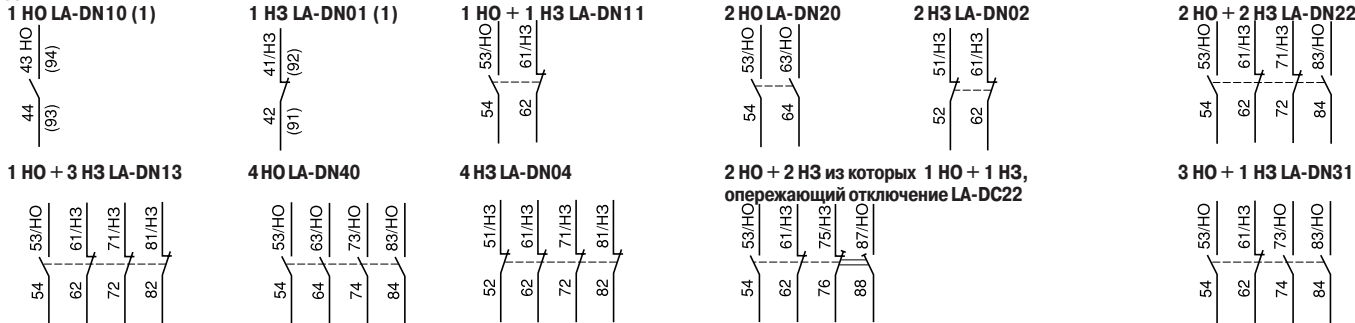 1 НО LA-DN10 (1)
43 НО
(94)
44
(93)
1 НЗ LA-DN01 (1)
41/НЗ
(92)
42
(91)
1 НО + 1 НЗ LA-DN11
53/НО
61/НЗ
54
62
2 НО LA-DN20
53/НО
63/НО
54
64
2 НЗ LA-DN02
51/НЗ
61/НЗ
52
62
2 НО + 2 НЗ LA-DN22
53/НО
61/НЗ
71/НЗ
83/НО
54
62
72
84
1 НО + 3 НЗ LA-DN13
53/НО
61/НЗ
71/НЗ
81/НЗ
54
62
72
82
4 НО LA-DN40
53/НО
63/НО
73/НО
83/НО
54
64
74
84
4 НЗ LA-DN04
51/НЗ
61/НЗ
71/НЗ
81/НЗ
52
62
72
82
2 НО + 2 НЗ из которых 1 НО + 1 НЗ,
опережающий отключение LA-DC22
53/НО
61/НЗ
75/НЗ
87/НО
54
62
76
88
3 НО + 1 НЗ LA-DN31
53/НО
61/НЗ
73/НО
83/НО
54
62
74
84